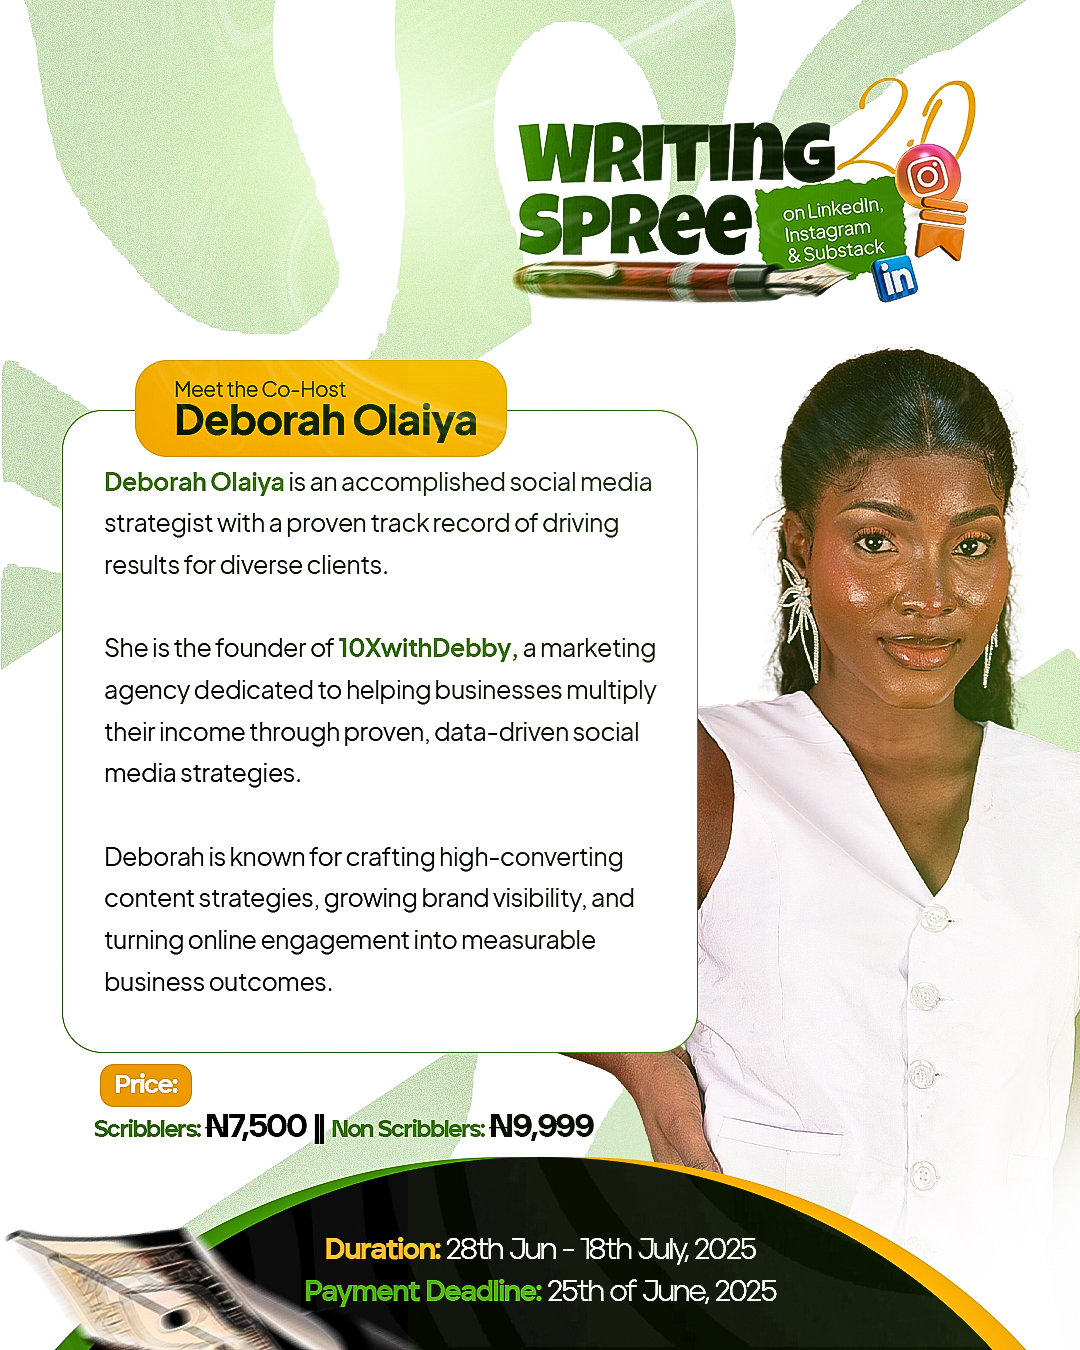 WRITING 2.0
SPREE
on LinkedIn,
Instagram
& Substack
in
Meet the Co-Host
Deborah Olaiya
Deborah Olaiya is an accomplished social media
strategist with a proven track record of driving
results for diverse clients.
She is the founder of 10XwithDebby, a marketing
agency dedicated to helping businesses multiply
their income through proven, data-driven social
media strategies.
Deborah is known for crafting high-converting
content strategies, growing brand visibility, and
turning online engagement into measurable
business outcomes.
Price:
Scribblers: ₦7,500 || Non Scribblers: ₦9,999
Duration: 28th Jun - 18th July, 2025
Payment Deadline: 25th of June, 2025